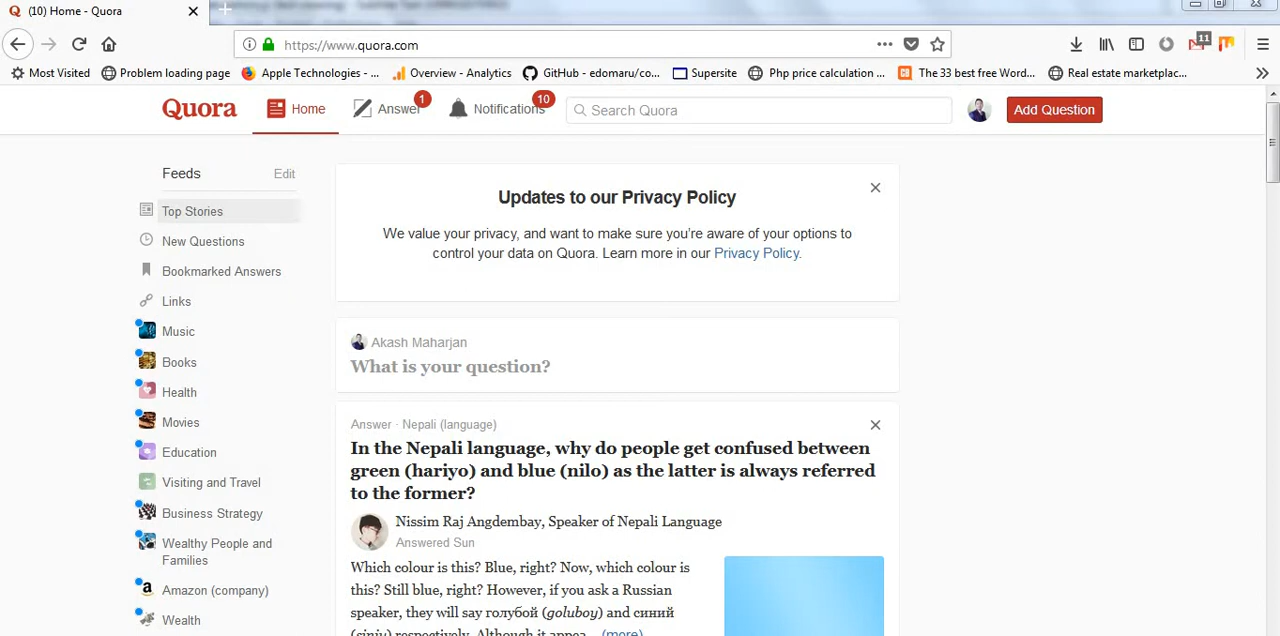 (10) Home - Quora
https://www.quora.com
11
Most Visited
Problem loading page
Apple Technologies - ...
Overview - Analytics
GitHub - edomaru/co...
Supersite
Php price calculation ...
The 33 best free Wor...
Real estate marketplac...
Quora
Home
Answer
1
Notifications
10
Search Quora
Add Question
Feeds
Edit
Top Stories
New Questions
Bookmarked Answers
Links
Music
Books
Health
Movies
Education
Visiting and Travel
Business Strategy
Wealthy People and
Families
Amazon (company)
Wealth
Updates to our Privacy Policy
We value your privacy, and want to make sure you're aware of your options to
control your data on Quora. Learn more in our Privacy Policy.
Akash Maharjan
What is your question?
Answer · Nepali (language)
In the Nepali language, why do people get confused between
green (hariyo) and blue (nilo) as the latter is always referred
to the former?
Nissim Raj Angdembay, Speaker of Nepali Language
Answered Sun
Which colour is this? Blue, right? Now, which colour is
this? Still blue, right? However, if you ask a Russian
speaker, they will say голубой (goluboy) and синий
(siniy) respectively. Although it appea... (more)